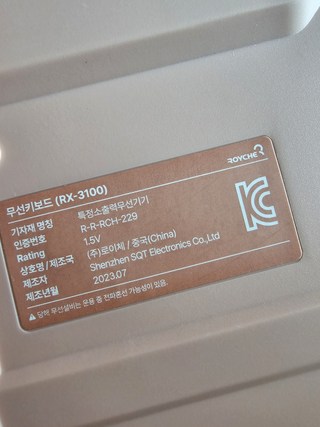 무선키보드 (RX-3100)
ROYCHE
기자재 명칭 특정소출력무선기기
인증번호 R-R-RCH-229
Rating 1.5V
상호명 / 제조국 (주)로이체 / 중국(China)
제조자 Shenzhen SQT Electronics Co.,Ltd
제조년월 2023.07
⚠ 당해 무선설비는 운용 중 전파혼선 가능성이 있음.
KC